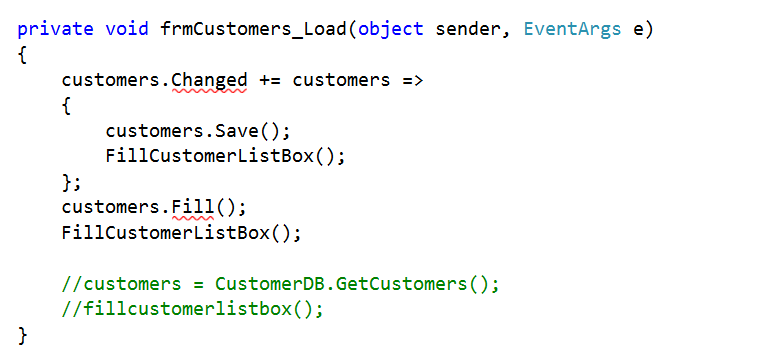 private void frmCustomers_Load(object sender, EventArgs e)
{
    customers.Changed += customers =>
    {
        customers.Save();
        FillCustomerListBox();
    };
    customers.Fill();
    FillCustomerListBox();

    //customers = CustomerDB.GetCustomers();
    //fillcustomerlistbox();
}